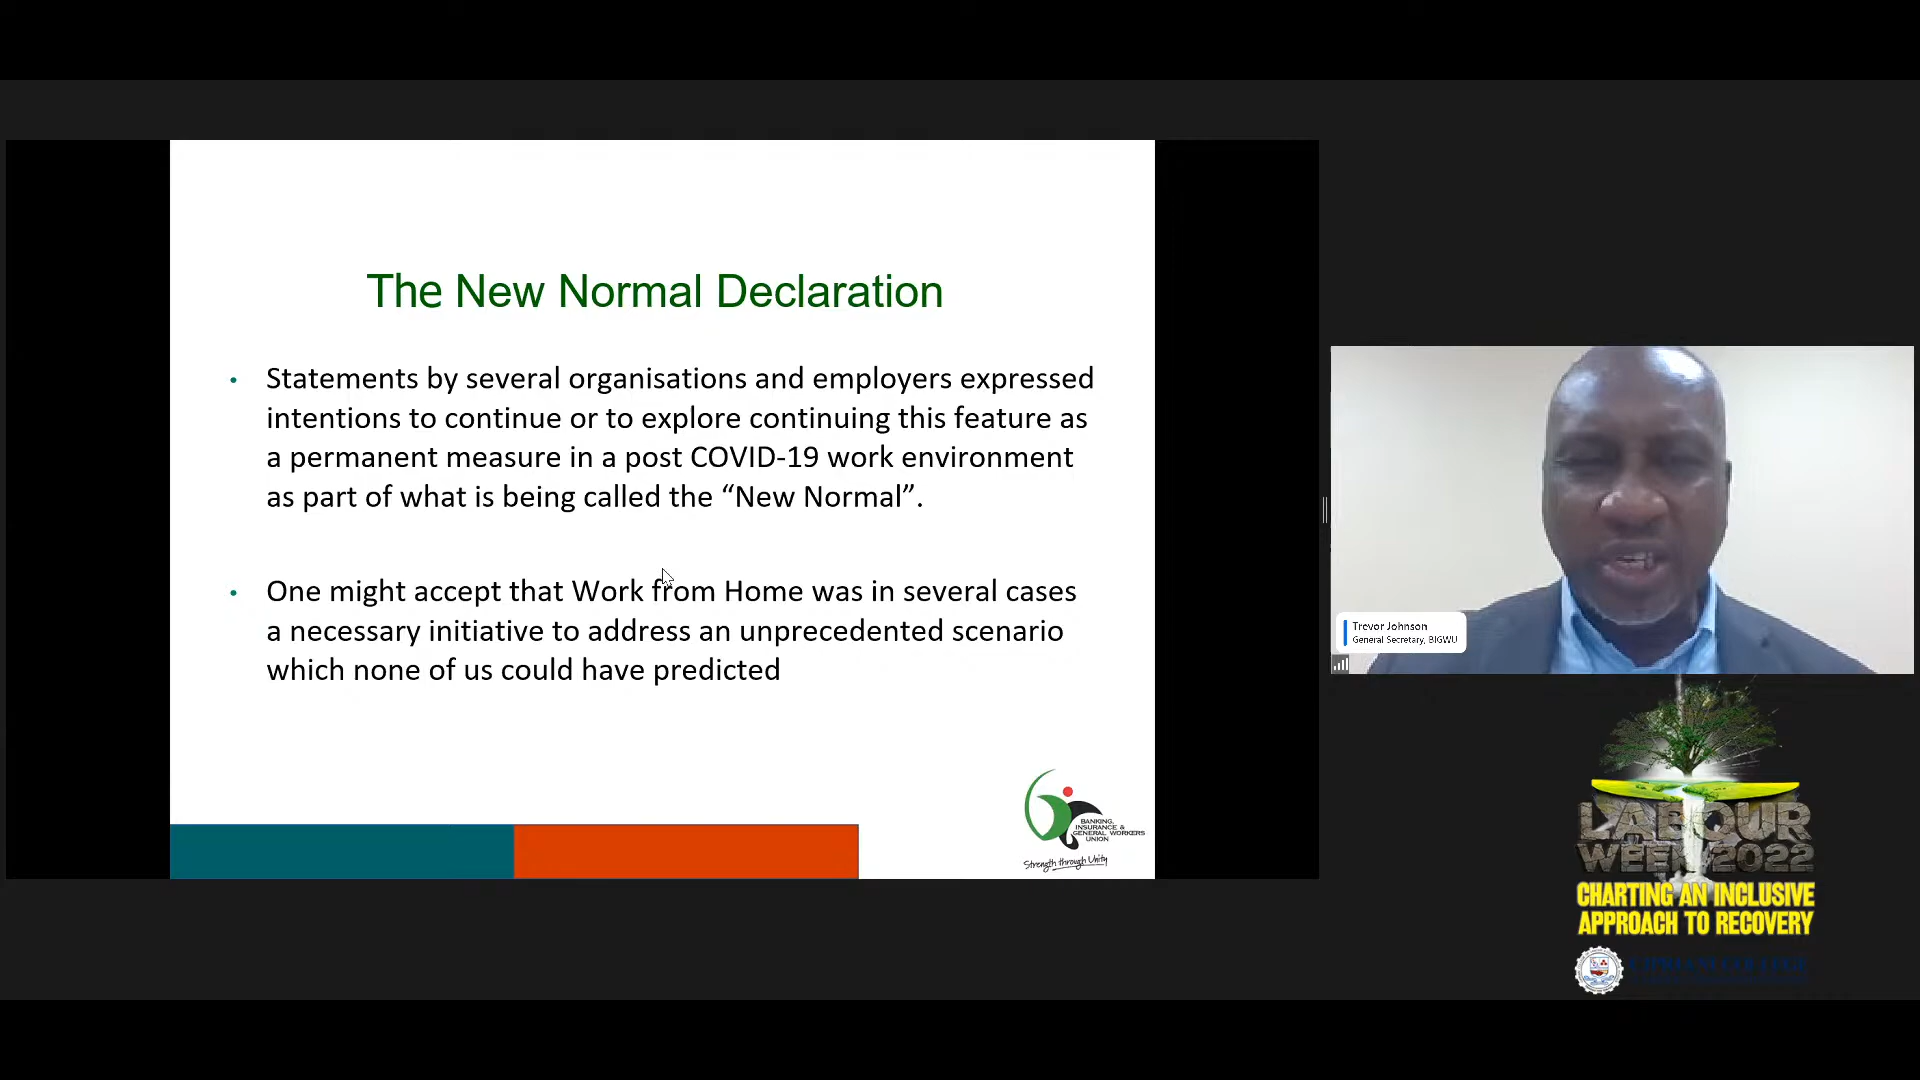 The New Normal Declaration
• Statements by several organisations and employers expressed
intentions to continue or to explore continuing this feature as
a permanent measure in a post COVID-19 work environment
as part of what is being called the “New Normal”.
• One might accept that Work from Home was in several cases
a necessary initiative to address an unprecedented scenario
which none of us could have predicted
BANKING,
INSURANCE &
GENERAL WORKERS
UNION
Strength through Unity
Trevor Johnson
General Secretary, BIGWU
LABOUR
WEEK 2022
CHARTING AN INCLUSIVE
APPROACH TO RECOVERY
CIPRIANI COLLEGE